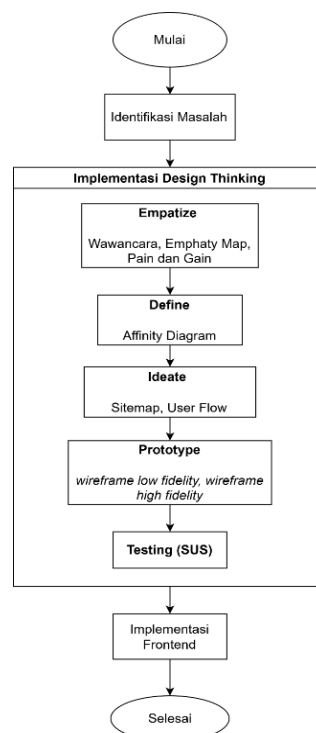 Mulai
Identifikasi Masalah
Implementasi Design Thinking
Empatize
Wawancara, Emphaty Map,
Pain dan Gain
Define
Affinity Diagram
Ideate
Sitemap, User Flow
Prototype
wireframe low fidelity, wireframe
high fidelity
Testing (SUS)
Implementasi
Frontend
Selesai